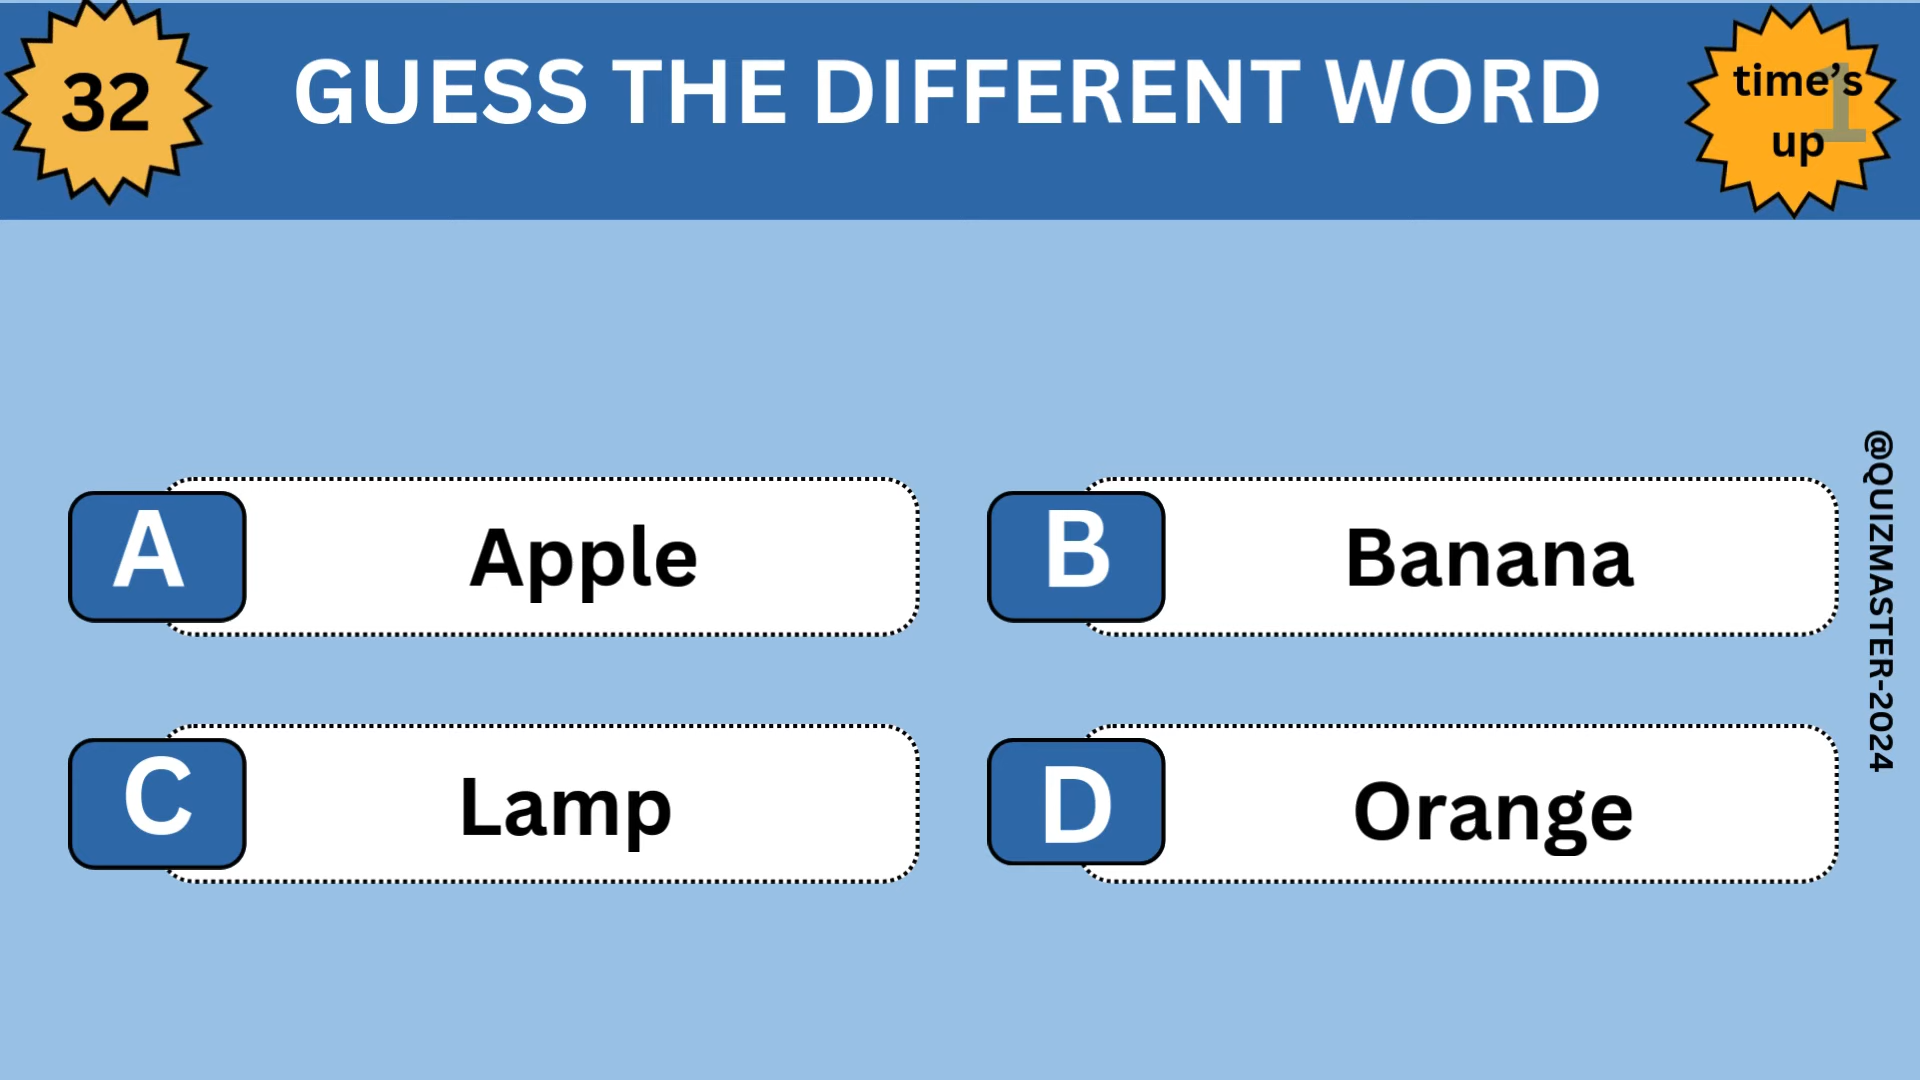 32
GUESS THE DIFFERENT WORD
time's
1
up
A
Apple
B
Banana
C
Lamp
D
Orange
@QUIZMASTER-2024